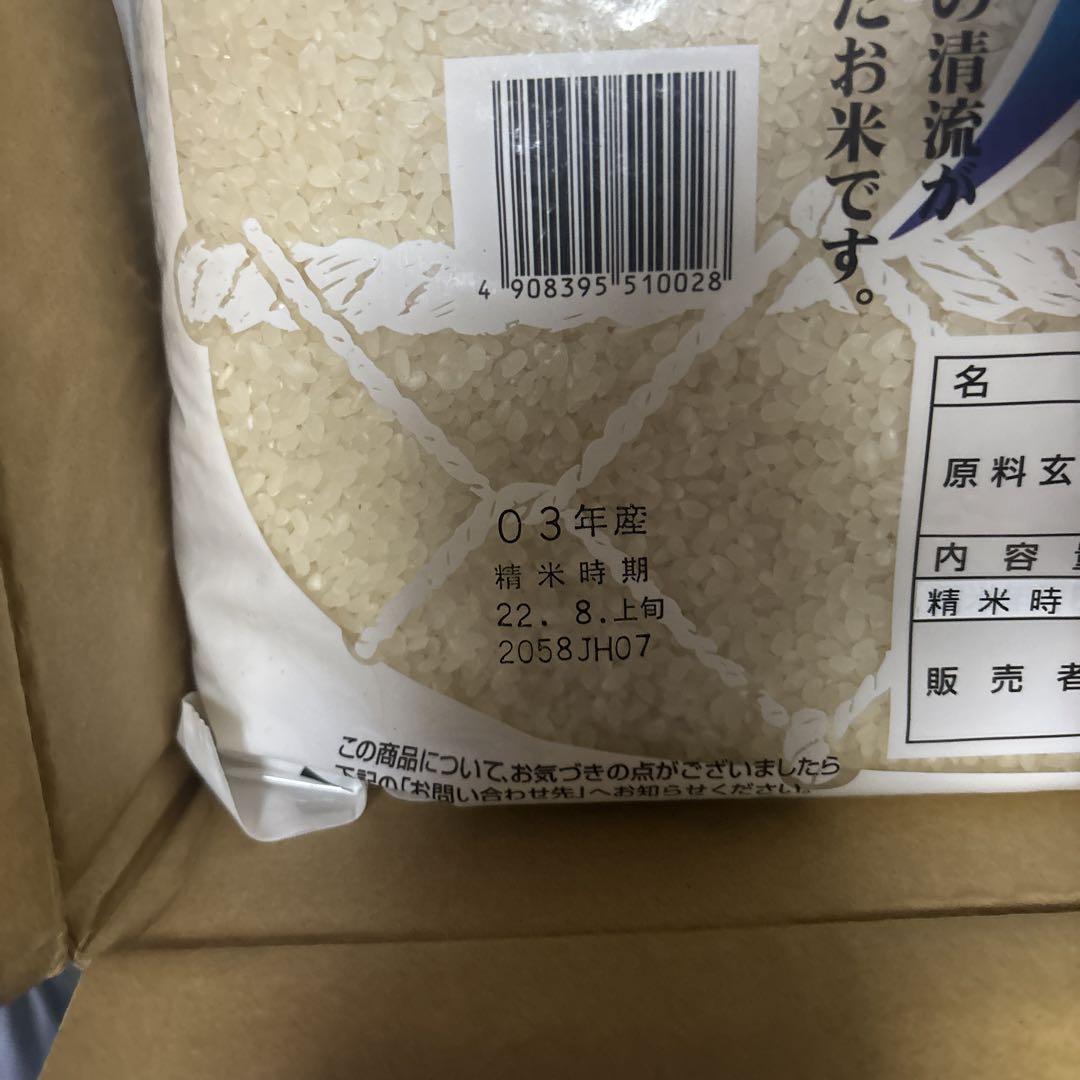 の清流が
たお米です。
4 908395 510028
名
原料玄
内容量
精米時
販売者
03年産
精米時期
22. 8.上旬
2058JH07
この商品について、お気づきの点がございましたら
下記の「お問い合わせ先」へお知らせください。